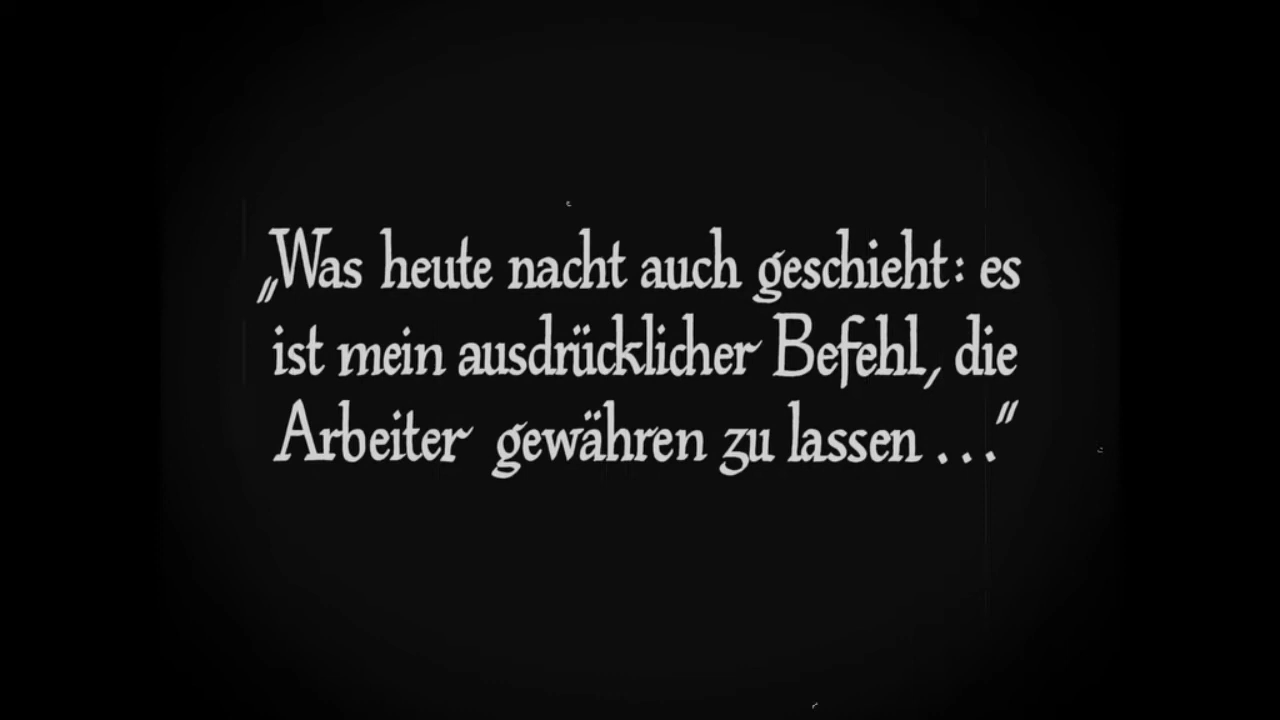 „Was heute nacht auch geschieht: es
ist mein ausdrücklicher Befehl, die
Arbeiter gewähren zu lassen ..."